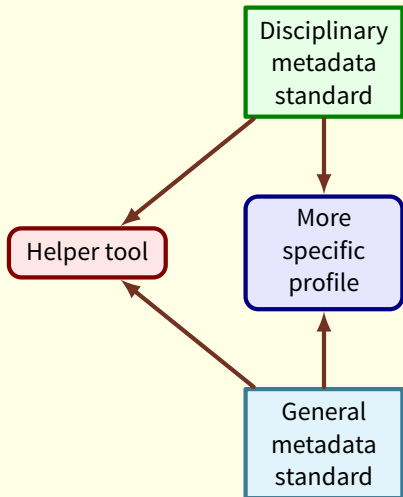 Disciplinary
metadata
standard
Helper tool
More
specific
profile
General
metadata
standard